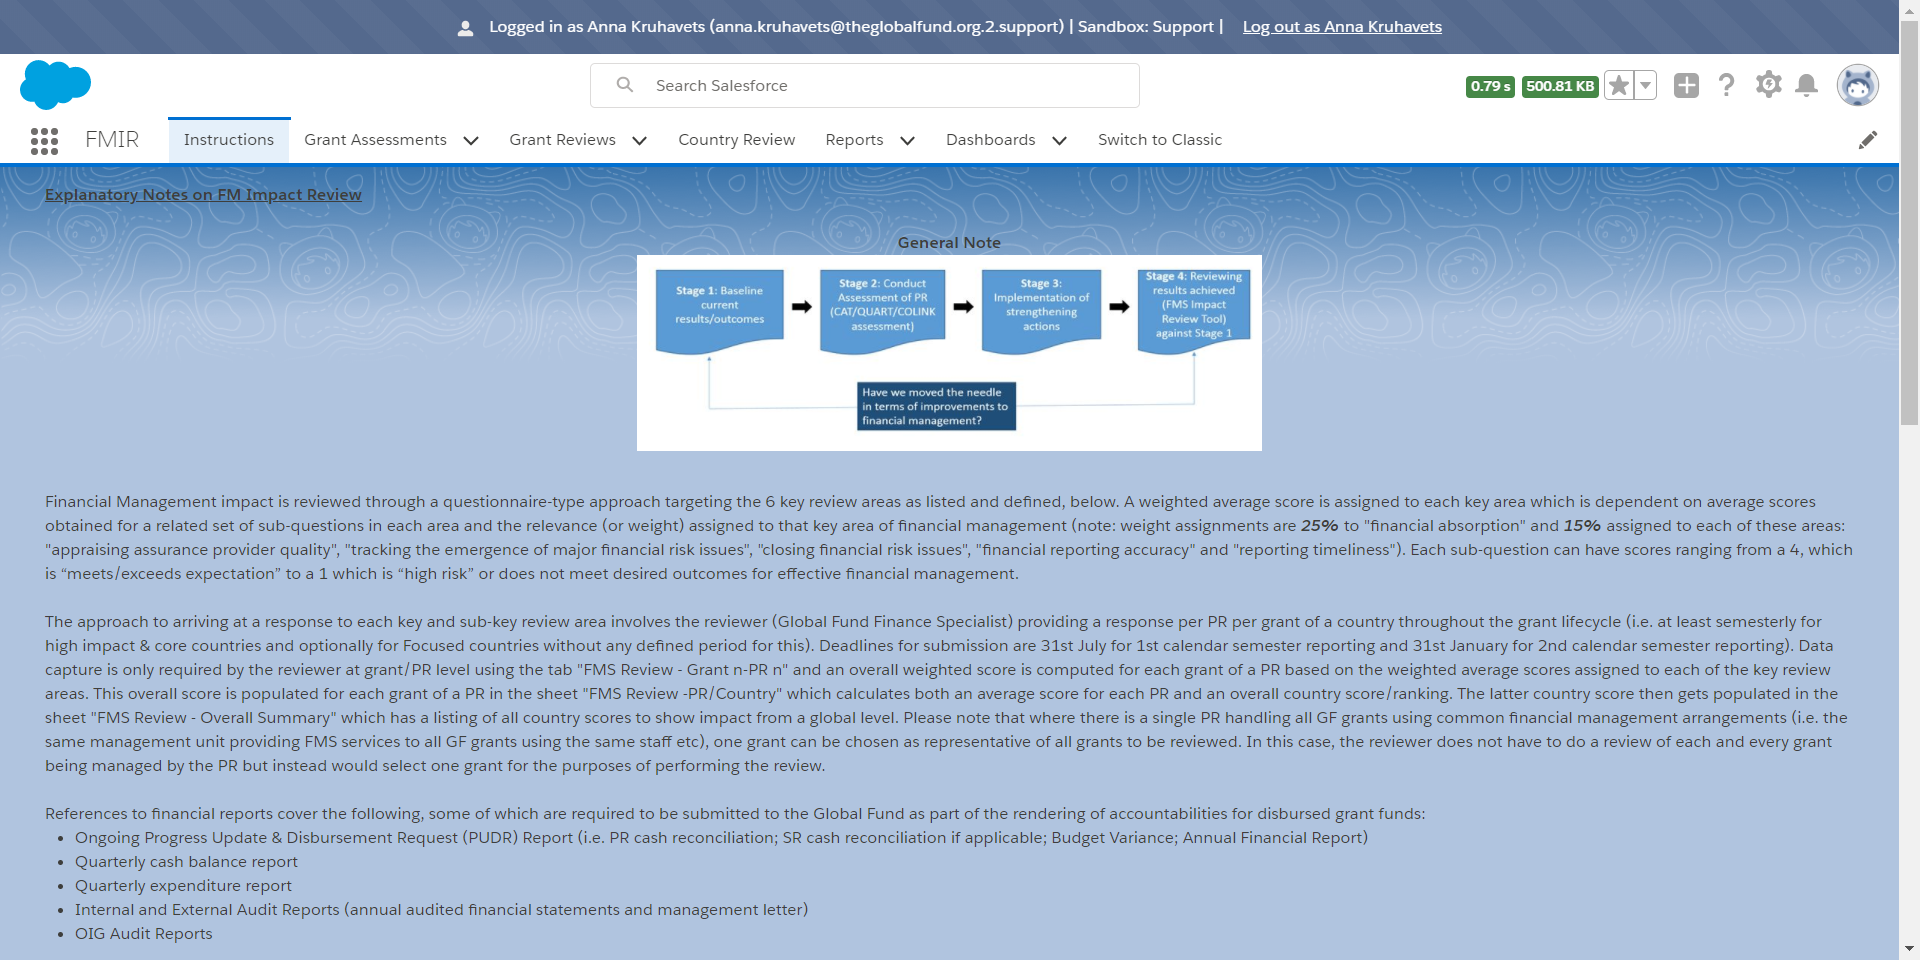 Logged in as Anna Kruhavets (anna.kruhavets@theglobalfund.org.2.support) | Sandbox: Support | Log out as Anna Kruhavets
Search Salesforce
0.79 s 500.81 KB
FMIR Instructions Grant Assessments Grant Reviews Country Review Reports Dashboards Switch to Classic
Explanatory Notes on FM Impact Review
General Note
Stage 1: Baseline
current
results/outcomes
Stage 2: Conduct
Assessment of PR
(CAT/QUART/COLINK
assessment)
Stage 3:
Implementation of
strengthening
actions
Stage 4: Reviewing
results achieved
(FMS Impact
Review Tool)
against Stage 1
Have we moved the needle
in terms of improvements to
financial management?
Financial Management impact is reviewed through a questionnaire-type approach targeting the 6 key review areas as listed and defined, below. A weighted average score is assigned to each key area which is dependent on average scores
obtained for a related set of sub-questions in each area and the relevance (or weight) assigned to that key area of financial management (note: weight assignments are 25% to "financial absorption" and 15% assigned to each of these areas:
"appraising assurance provider quality", "tracking the emergence of major financial risk issues", "closing financial risk issues", "financial reporting accuracy" and "reporting timeliness"). Each sub-question can have scores ranging from a 4, which
is “meets/exceeds expectation” to a 1 which is “high risk” or does not meet desired outcomes for effective financial management.
The approach to arriving at a response to each key and sub-key review area involves the reviewer (Global Fund Finance Specialist) providing a response per PR per grant of a country throughout the grant lifecycle (i.e. at least semesterly for
high impact & core countries and optionally for Focused countries without any defined period for this). Deadlines for submission are 31st July for 1st calendar semester reporting and 31st January for 2nd calendar semester reporting). Data
capture is only required by the reviewer at grant/PR level using the tab "FMS Review - Grant n-PR n" and an overall weighted score is computed for each grant of a PR based on the weighted average scores assigned to each of the key review
areas. This overall score is populated for each grant of a PR in the sheet "FMS Review -PR/Country" which calculates both an average score for each PR and an overall country score/ranking. The latter country score then gets populated in the
sheet "FMS Review - Overall Summary" which has a listing of all country scores to show impact from a global level. Please note that where there is a single PR handling all GF grants using common financial management arrangements (i.e. the
same management unit providing FMS services to all GF grants using the same staff etc), one grant can be chosen as representative of all grants to be reviewed. In this case, the reviewer does not have to do a review of each and every grant
being managed by the PR but instead would select one grant for the purposes of performing the review.
References to financial reports cover the following, some of which are required to be submitted to the Global Fund as part of the rendering of accountabilities for disbursed grant funds:
• Ongoing Progress Update & Disbursement Request (PUDR) Report (i.e. PR cash reconciliation; SR cash reconciliation if applicable; Budget Variance; Annual Financial Report)
• Quarterly cash balance report
• Quarterly expenditure report
• Internal and External Audit Reports (annual audited financial statements and management letter)
• OIG Audit Reports